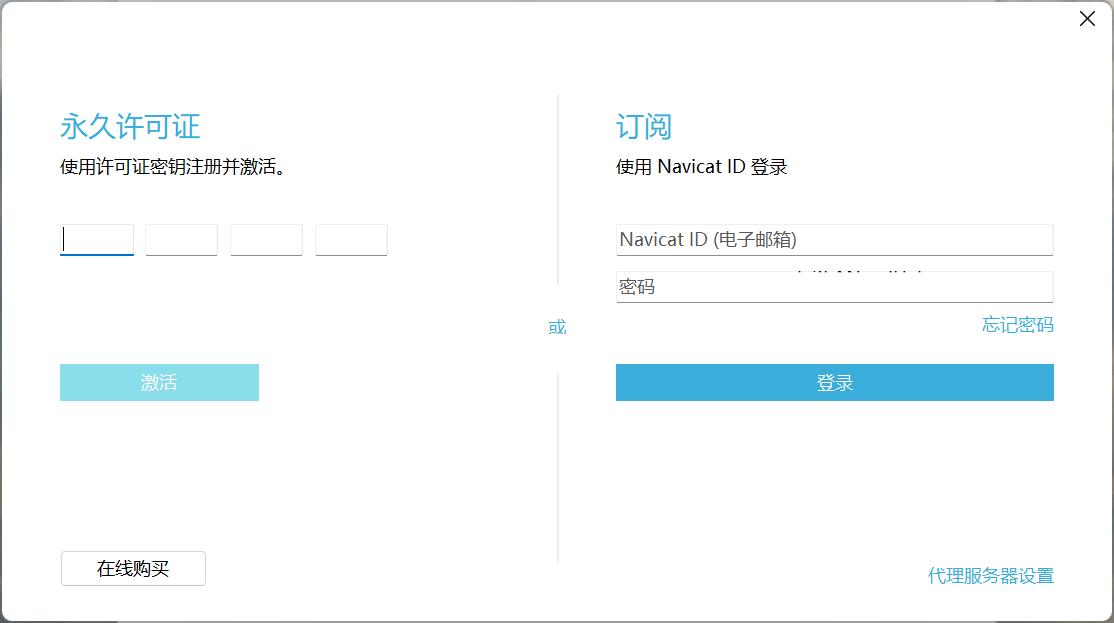 永久许可证
使用许可证密钥注册并激活。
激活
在线购买
或
订阅
使用 Navicat ID 登录
Navicat ID (电子邮箱)
密码
忘记密码
登录
代理服务器设置